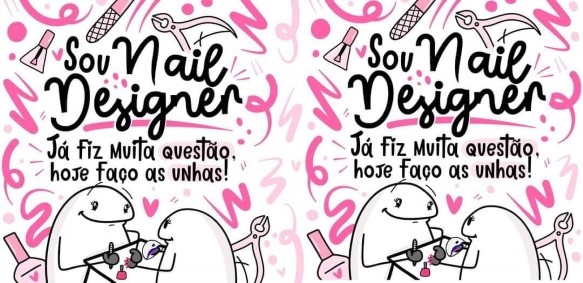 Sou Nail
Designer
Já fiz muita questão,
hoje faço as unhas!
Sou Nail
Designer
Já fiz muita questão,
hoje faço as unhas!